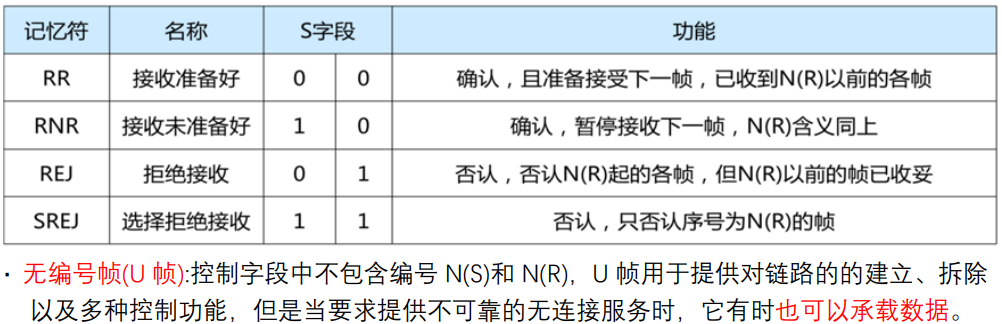 记忆符 名称 S字段 功能
RR 接收准备好 0 0 确认，且准备接受下一帧，已收到N(R)以前的各帧
RNR 接收未准备好 1 0 确认，暂停接收下一帧，N(R)含义同上
REJ 拒绝接收 0 1 否认，否认N(R)起的各帧，但N(R)以前的帧已收妥
SREJ 选择拒绝接收 1 1 否认，只否认序号为N(R)的帧
· 无编号帧(U 帧):控制字段中不包含编号 N(S)和 N(R)，U 帧用于提供对链路的的建立、拆除
以及多种控制功能，但是当要求提供不可靠的无连接服务时，它有时也可以承载数据。